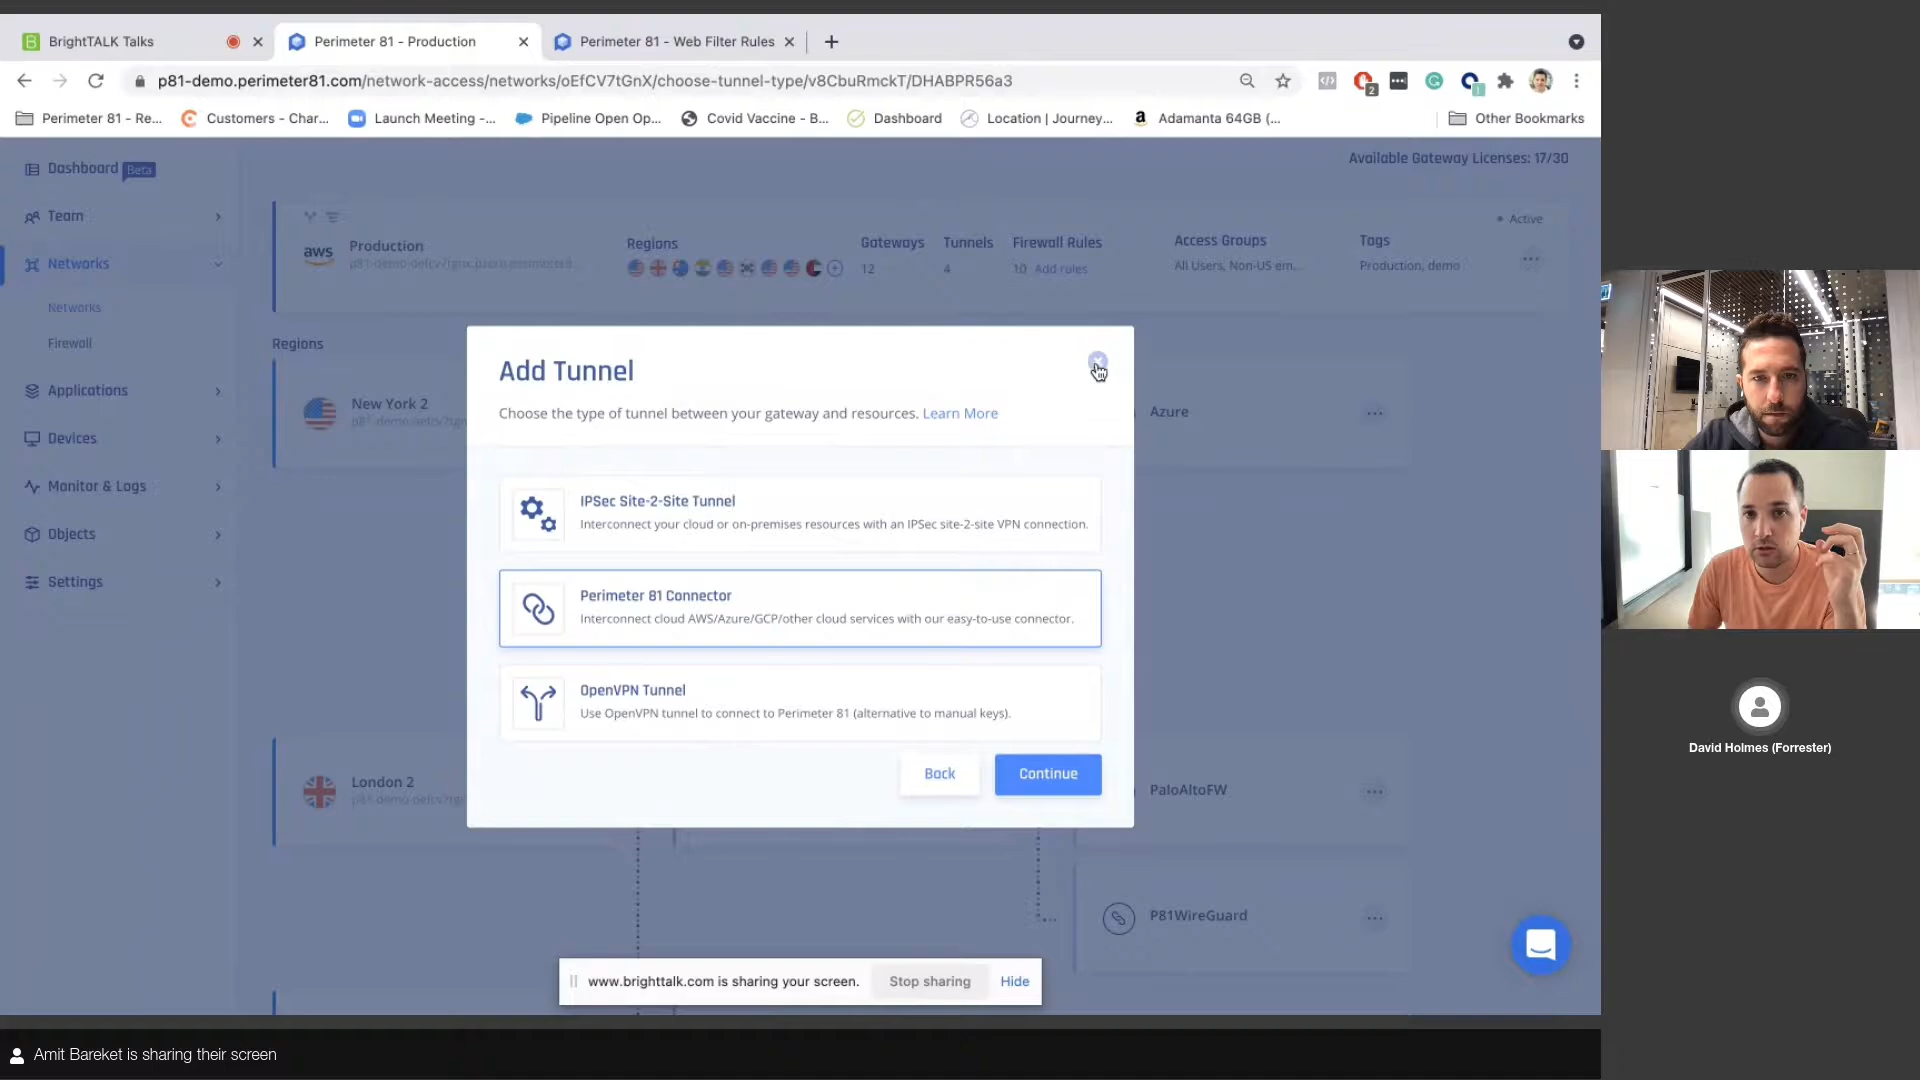 BrightTALK Talks
Perimeter 81 - Production
Perimeter 81 - Web Filter Rules
p81-demo.perimeter81.com/network-access/networks/oEfCV7tGnX/choose-tunnel-type/v8CbuRmckT/DHABPR56a3
2
1
Perimeter 81 - Re...
Customers - Char...
Launch Meeting -...
Pipeline Open Op...
Covid Vaccine - B...
Dashboard
Location | Journey...
Adamanta 64GB (...
Other Bookmarks
Dashboard Beta
Team
Networks
Networks
Firewall
Applications
Devices
Monitor & Logs
Objects
Settings
Available Gateway Licenses: 17/30
Active
aws
Production
Regions
Gateways
12
Tunnels
4
Firewall Rules
10 Add rules
Access Groups
All Users, Non-US em...
Tags
Production, demo
Regions
New York 2
Azure
London 2
PaloAltoFW
P81WireGuard
Add Tunnel
Choose the type of tunnel between your gateway and resources. Learn More
IPSec Site-2-Site Tunnel
Interconnect your cloud or on-premises resources with an IPSec site-2-site VPN connection.
Perimeter 81 Connector
Interconnect cloud AWS/Azure/GCP/other cloud services with our easy-to-use connector.
OpenVPN Tunnel
Use OpenVPN tunnel to connect to Perimeter 81 (alternative to manual keys).
Back
Continue
www.brighttalk.com is sharing your screen.
Stop sharing
Hide
David Holmes (Forrester)
Amit Bareket is sharing their screen